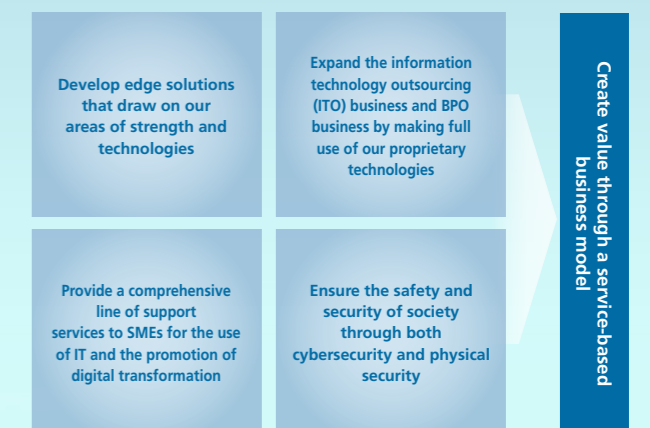 Develop edge solutions
that draw on our
areas of strength and
technologies
Expand the information
technology outsourcing
(ITO) business and BPO
business by making full
use of our proprietary
technologies
Provide a comprehensive
line of support
services to SMEs for the use
of IT and the promotion of
digital transformation
Ensure the safety and
security of society
through both
cybersecurity and physical
security
Create value through a service-based
business model